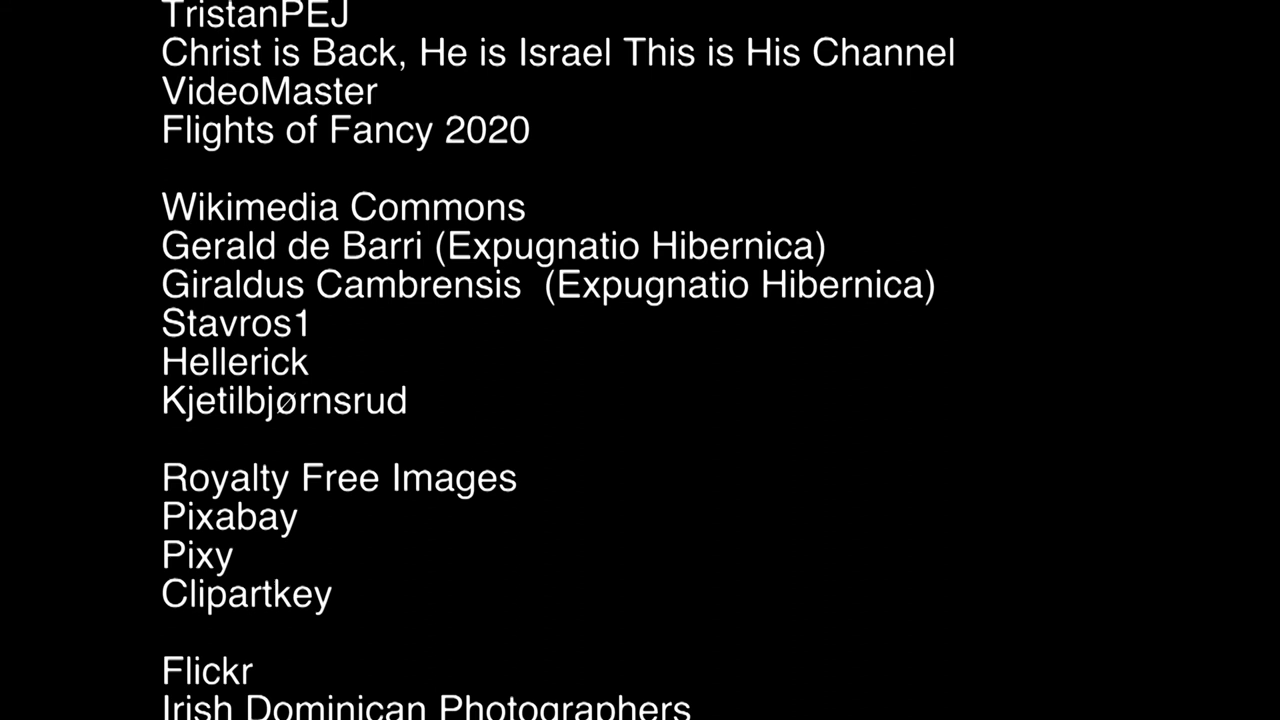 TristanPEJ
Christ is Back, He is Israel This is His Channel
VideoMaster
Flights of Fancy 2020
Wikimedia Commons
Gerald de Barri (Expugnatio Hibernica)
Giraldus Cambrensis  (Expugnatio Hibernica)
Stavros1
Hellerick
Kjetilbjørnsrud
Royalty Free Images
Pixabay
Pixy
Clipartkey
Flickr
Irish Dominican Photographers